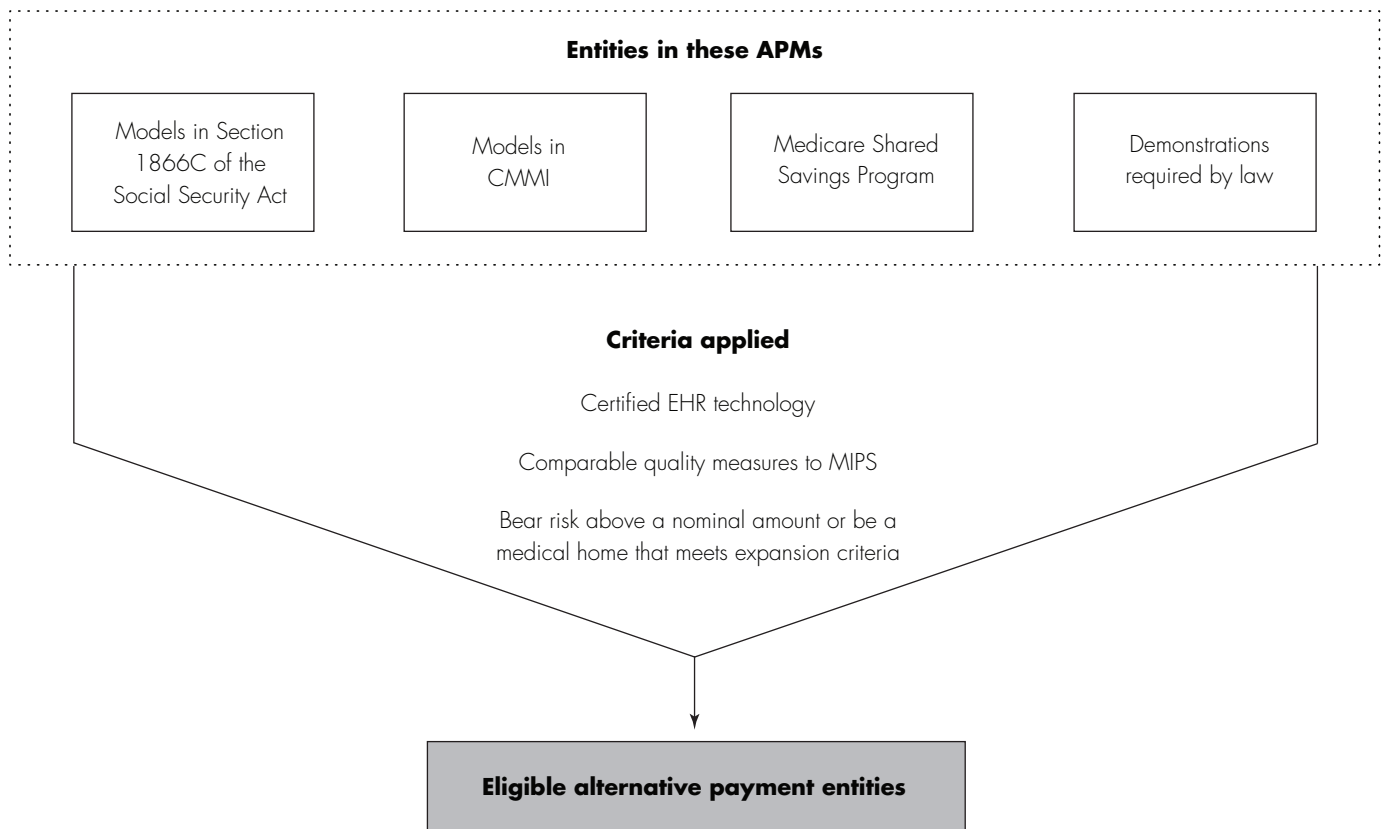 Entities in these APMs
Models in Section
1866C of the
Social Security Act
Models in
CMMI
Medicare Shared
Savings Program
Demonstrations
required by law
Criteria applied
Certified EHR technology
Comparable quality measures to MIPS
Bear risk above a nominal amount or be a
medical home that meets expansion criteria
Eligible alternative payment entities